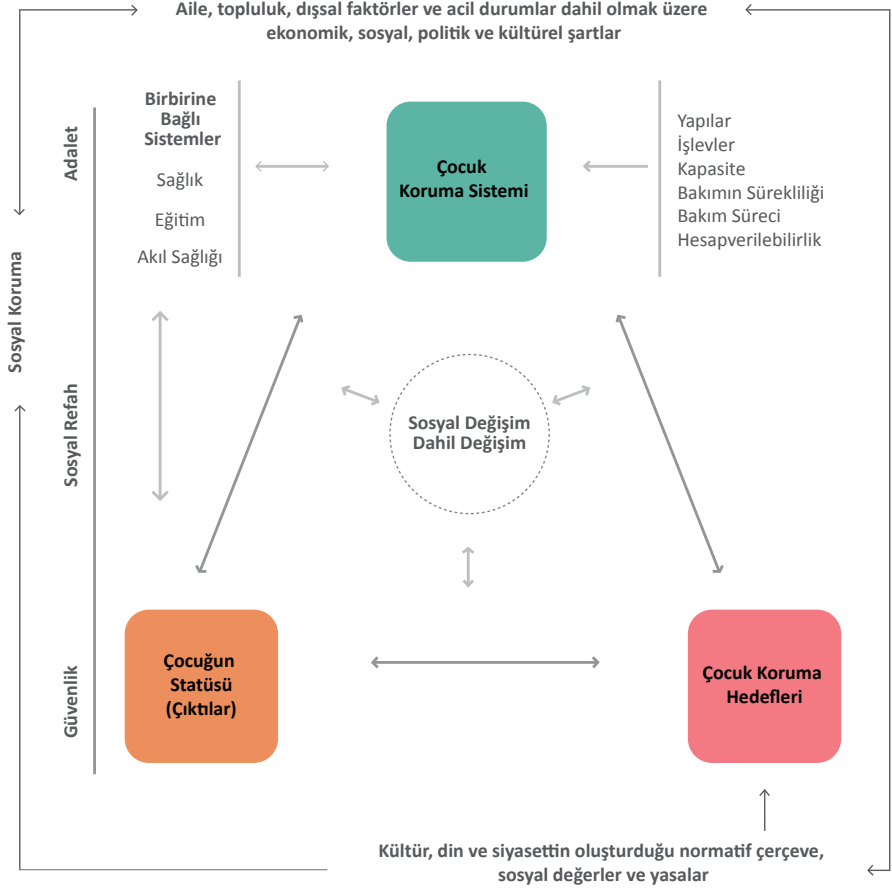 Aile, topluluk, dışsal faktörler ve acil durumlar dahil olmak üzere
ekonomik, sosyal, politik ve kültürel şartlar
Sosyal Koruma
Adalet
Sosyal Refah
Güvenlik
Birbirine
Bağlı
Sistemler
Sağlık
Eğitim
Akıl Sağlığı
Çocuk
Koruma Sistemi
Yapılar
İşlevler
Kapasite
Bakımın Sürekliliği
Bakım Süreci
Hesapverilebilirlik
Sosyal Değişim
Dahil Değişim
Çocuğun
Statüsü
(Çıktılar)
Çocuk Koruma
Hedefleri
Kültür, din ve siyasettin oluşturduğu normatif çerçeve,
sosyal değerler ve yasalar